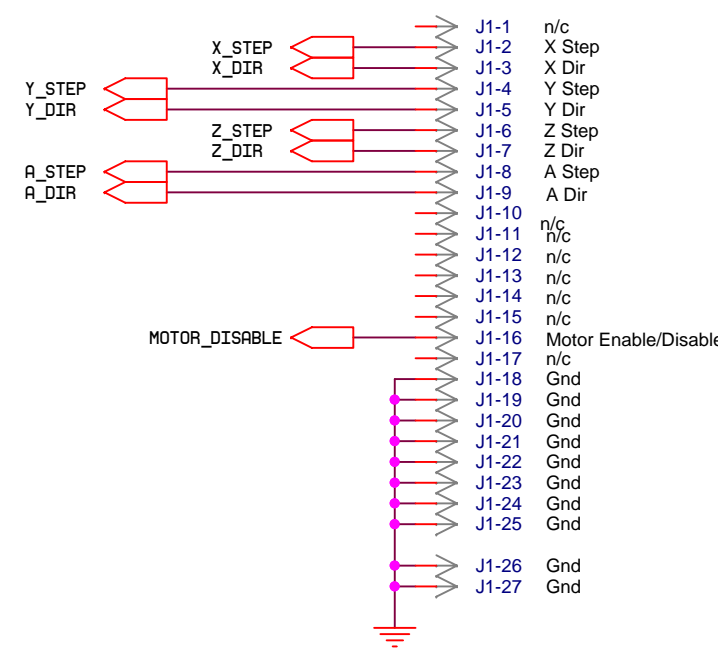 J1-1 n/c
X_STEP J1-2 X Step
X_DIR J1-3 X Dir
Y_STEP J1-4 Y Step
Y_DIR J1-5 Y Dir
Z_STEP J1-6 Z Step
Z_DIR J1-7 Z Dir
A_STEP J1-8 A Step
A_DIR J1-9 A Dir
J1-10 n/c
J1-11 n/c
J1-12 n/c
J1-13 n/c
J1-14 n/c
J1-15 n/c
MOTOR_DISABLE J1-16 Motor Enable/Disable
J1-17 n/c
J1-18 Gnd
J1-19 Gnd
J1-20 Gnd
J1-21 Gnd
J1-22 Gnd
J1-23 Gnd
J1-24 Gnd
J1-25 Gnd
J1-26 Gnd
J1-27 Gnd